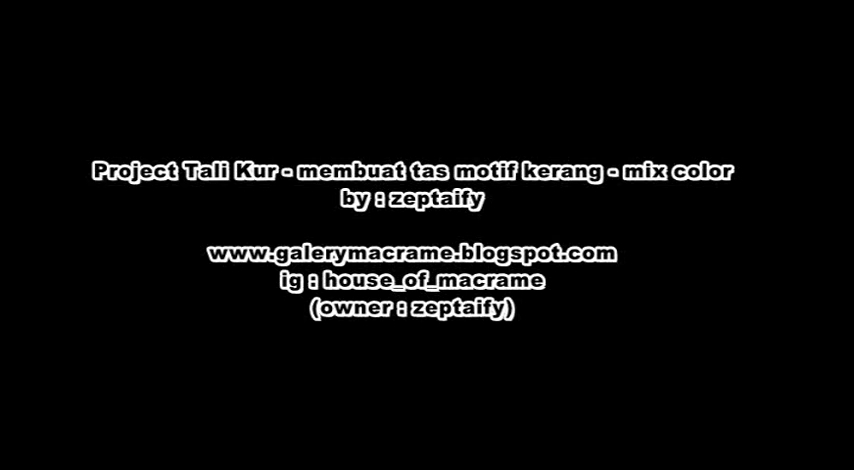 Project Tali Kur - membuat tas motif kerang - mix color
by : zeptaify
www.galerymacrame.blogspot.com
ig : house_of_macrame
(owner : zeptaify)